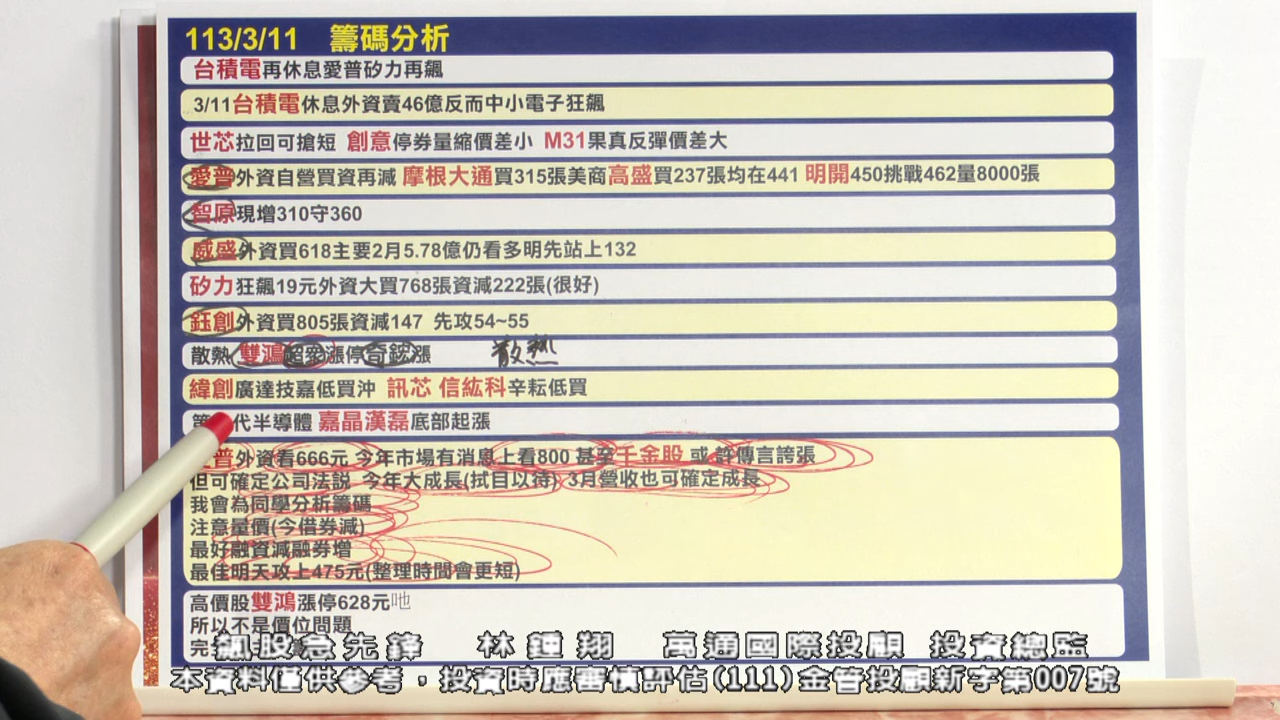 113/3/11 籌碼分析
台積電再休息愛普矽力再飆
3/11台積電休息外資賣46億反而中小電子狂飆
世芯拉回可搶短 創意停券量縮價差小 M31果真反彈價差大
愛普外資自營買資再減 摩根大通買315張美商高盛買237張均在441 明開450挑戰462量8000張
智原現增310守360
威盛外資買618主要2月5.78億仍看多明先站上132
矽力狂飆19元外資大買768張資減222張(很好)
鈺創外資買805張資減147 先攻54~55
散熱 雙鴻超眾漲停奇鋐漲 散熱
緯創廣達技嘉低買沖 訊芯 信紘科辛耘低買
第 代半導體 嘉晶漢磊底部起漲
普外資看666元 今年市場有消息上看800 甚至千金股 或 許傳言誇張
但可確定公司法説 今年大成長(拭目以待) 3月營收也可確定成長
我會為同學分析籌碼
注意量價(今借券減)
最好融資減融券增
最佳明天攻上475元(整理時間會更短)
高價股雙鴻漲停628元吔
所以不是價位問題
完
飆股急先鋒 林鍾翔 萬通國際投顧 投資總監
本資料僅供參考，投資時應審慎評估(111)金管投顧新字第007號